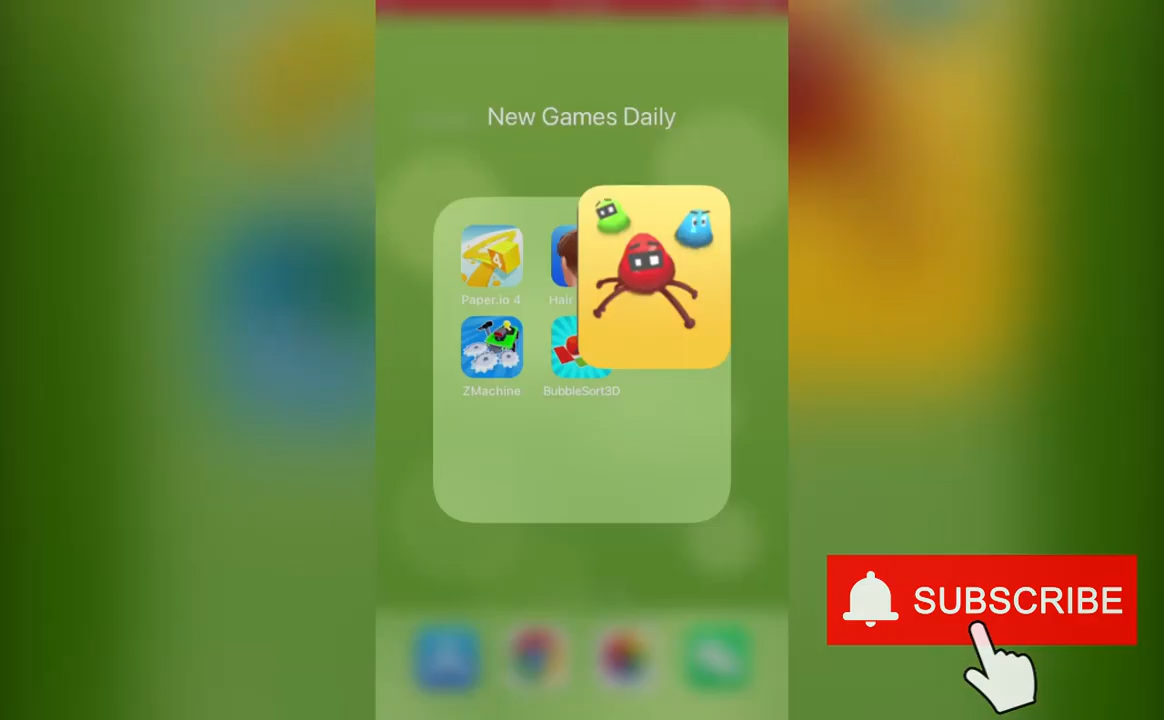 New Games Daily
Paper.io 4
Hair
ZMachine
BubbleSort3D
SUBSCRIBE